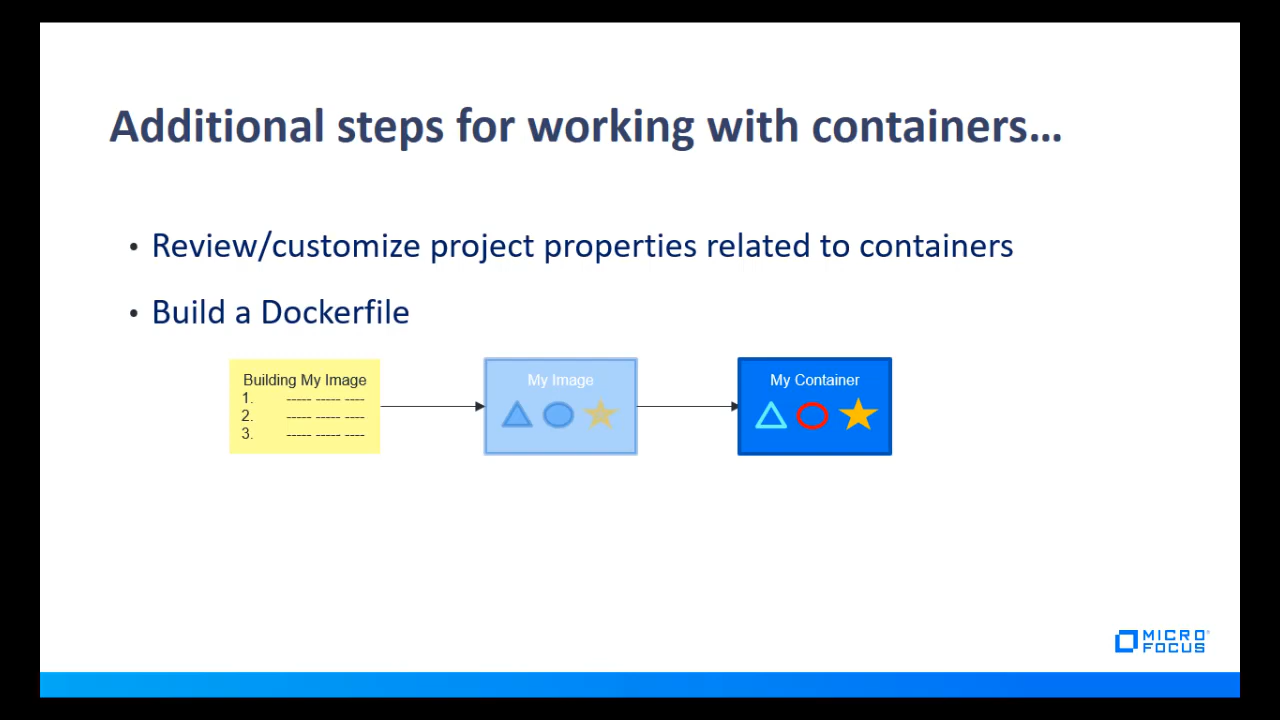 Additional steps for working with containers…
• Review/customize project properties related to containers
• Build a Dockerfile
Building My Image
1. ----- ----- ----
2. ----- ----- ----
3. ----- ----- ----
My Image
My Container
MICRO
FOCUS